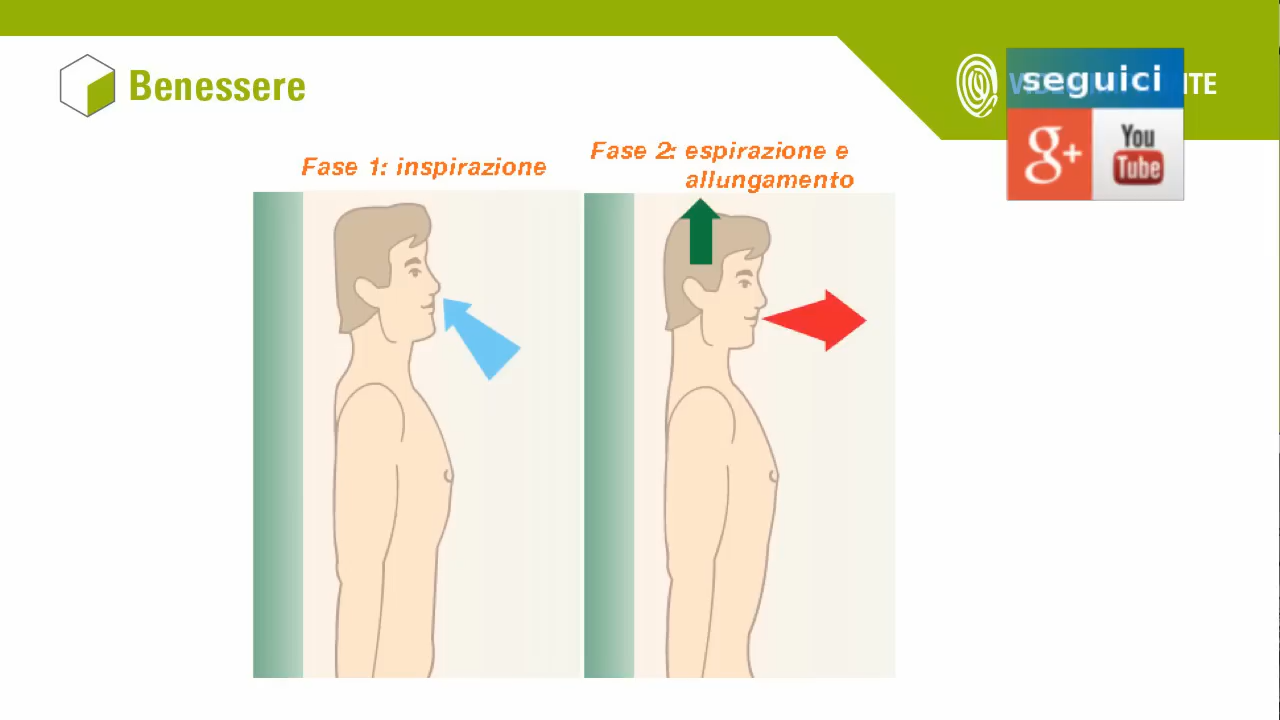 Benessere
seguici
g+
You
Tube
Fase 1: inspirazione
Fase 2: espirazione e
allungamento